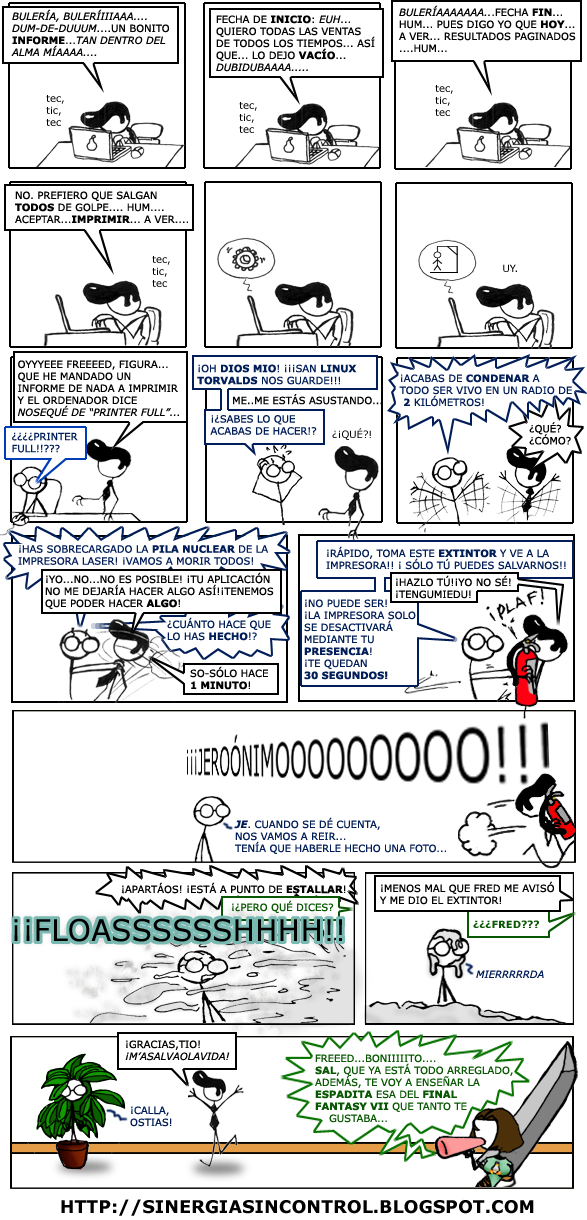 BULERÍA, BULERÍIIIAAA....
DUM-DE-DUUUM....UN BONITO
INFORME...TAN DENTRO DEL
ALMA MÍAAAA....
tec,
tic,
tec
FECHA DE INICIO: EUH...
QUIERO TODAS LAS VENTAS
DE TODOS LOS TIEMPOS... ASÍ
QUE... LO DEJO VACÍO...
DUBIDUBAAAA.....
tec,
tic,
tec
BULERÍAAAAAAA...FECHA FIN...
HUM... PUES DIGO YO QUE HOY...
A VER... RESULTADOS PAGINADOS
....HUM...
tec,
tic,
tec
NO. PREFIERO QUE SALGAN
TODOS DE GOLPE.... HUM....
ACEPTAR...IMPRIMIR... A VER....
tec,
tic,
tec
UY.
OYYYEEE FREEEED, FIGURA...
QUE HE MANDADO UN
INFORME DE NADA A IMPRIMIR
Y EL ORDENADOR DICE
NOSEQUÉ DE “PRINTER FULL”...
¿¿¿¿PRINTER
FULL!!???
¡OH DIOS MIO! ¡¡¡SAN LINUX
TORVALDS NOS GUARDE!!!
ME..ME ESTÁS ASUSTANDO...
¡¿SABES LO QUE
ACABAS DE HACER!?
¿¡QUÉ?!
¡ACABAS DE CONDENAR A
TODO SER VIVO EN UN RADIO DE
2 KILÓMETROS!
¿QUÉ?
¿CÓMO?
¡HAS SOBRECARGADO LA PILA NUCLEAR DE LA
IMPRESORA LASER! ¡VAMOS A MORIR TODOS!
¡YO...NO...NO ES POSIBLE! ¡TU APLICACIÓN
NO ME DEJARÍA HACER ALGO ASÍ!¡TENEMOS
QUE PODER HACER ALGO!
¿CUÁNTO HACE QUE
LO HAS HECHO!?
SO-SÓLO HACE
1 MINUTO!
¡RÁPIDO, TOMA ESTE EXTINTOR Y VE A LA
IMPRESORA!! ¡ SÓLO TÚ PUEDES SALVARNOS!!
¡HAZLO TÚ!¡YO NO SÉ!
¡TENGUMIEDU!
¡NO PUEDE SER!
¡LA IMPRESORA SOLO
SE DESACTIVARÁ
MEDIANTE TU
PRESENCIA!
¡TE QUEDAN
30 SEGUNDOS!
¡PLAF!
¡¡¡JEROÓNIMOOOOOOOOO!!!
JE. CUANDO SE DÉ CUENTA,
NOS VAMOS A REIR...
TENÍA QUE HABERLE HECHO UNA FOTO...
¡APARTÁOS! ¡ESTÁ A PUNTO DE ESTALLAR!
¿¡PERO QUÉ DICES?
¡¡FLOASSSSSSHHHH!!
¡MENOS MAL QUE FRED ME AVISÓ
Y ME DIO EL EXTINTOR!
¿¿¿FRED???
MIERRRRRDA
¡GRACIAS,TIO!
¡M'ASALVAOLAVIDA!
¡CALLA,
OSTIAS!
FREEED...BONIIIIITO....
SAL, QUE YA ESTÁ TODO ARREGLADO,
ADEMÁS, TE VOY A ENSEÑAR LA
ESPADITA ESA DEL FINAL
FANTASY VII QUE TANTO TE
GUSTABA...
HTTP://SINERGIASINCONTROL.BLOGSPOT.COM